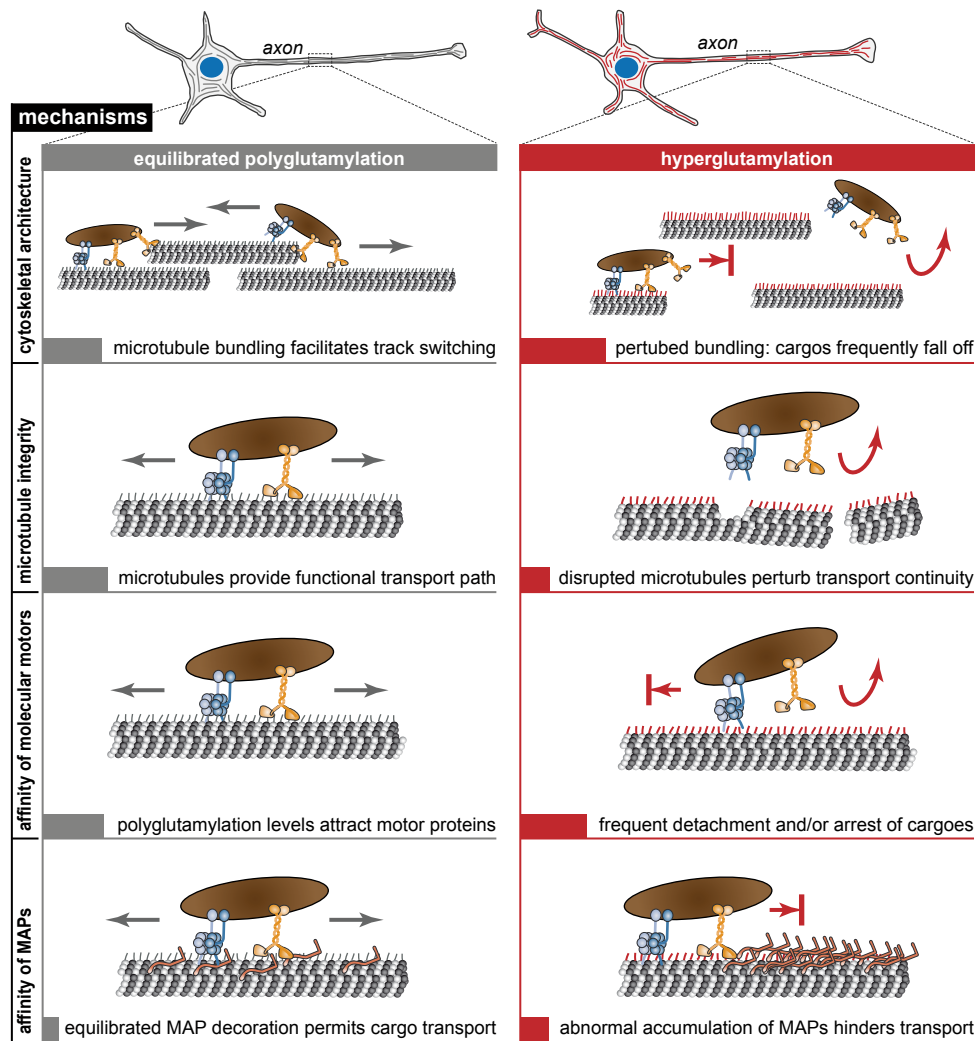 axon
axon
mechanisms
equilibrated polyglutamylation
hyperglutamylation
cytoskeletal architecture
microtubule bundling facilitates track switching
pertubed bundling: cargos frequently fall off
microtubule integrity
microtubules provide functional transport path
disrupted microtubules perturb transport continuity
affinity of molecular motors
polyglutamylation levels attract motor proteins
frequent detachment and/or arrest of cargoes
affinity of MAPs
equilibrated MAP decoration permits cargo transport
abnormal accumulation of MAPs hinders transport